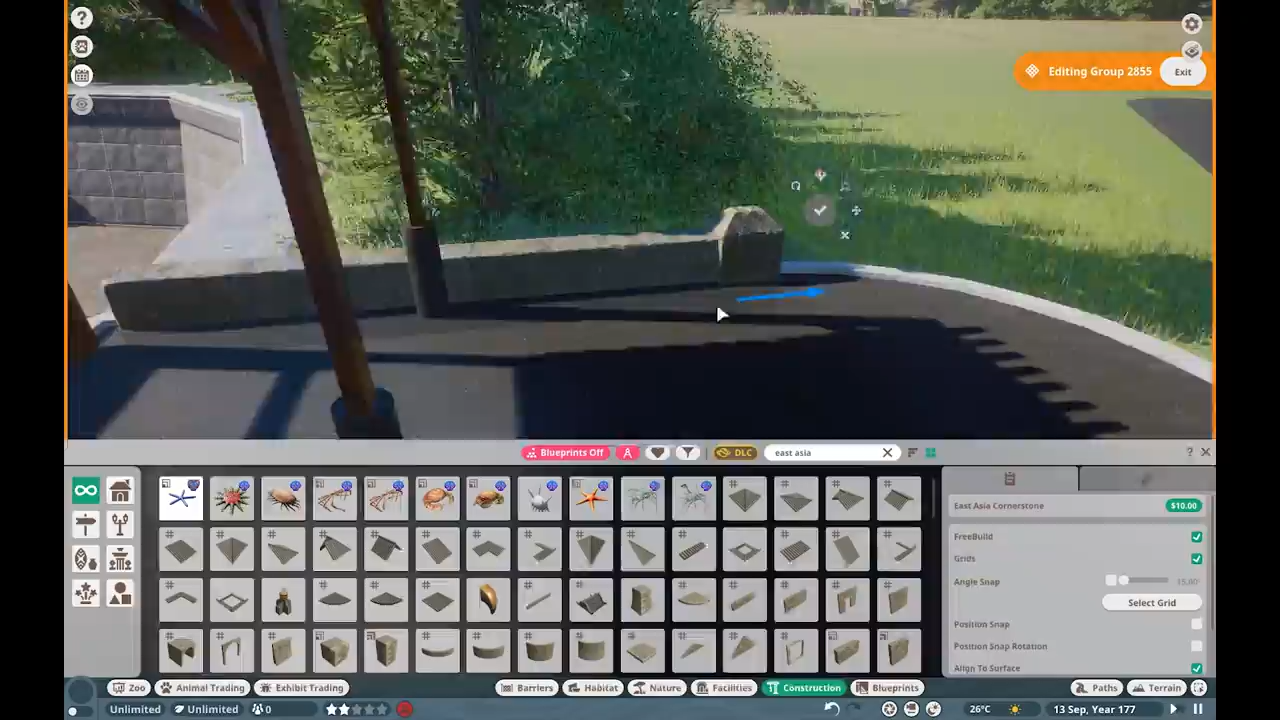 ?
Editing Group 2855
Exit
Blueprints Off
DLC
east asia
?
East Asia Cornerstone
$10.00
FreeBuild
Grids
Angle Snap
15.00°
Select Grid
Position Snap
Position Snap Rotation
Align To Surface
Zoo
Animal Trading
Exhibit Trading
Barriers
Habitat
Nature
Facilities
Construction
Blueprints
Paths
Terrain
Unlimited
Unlimited
0
26°C
13 Sep, Year 177